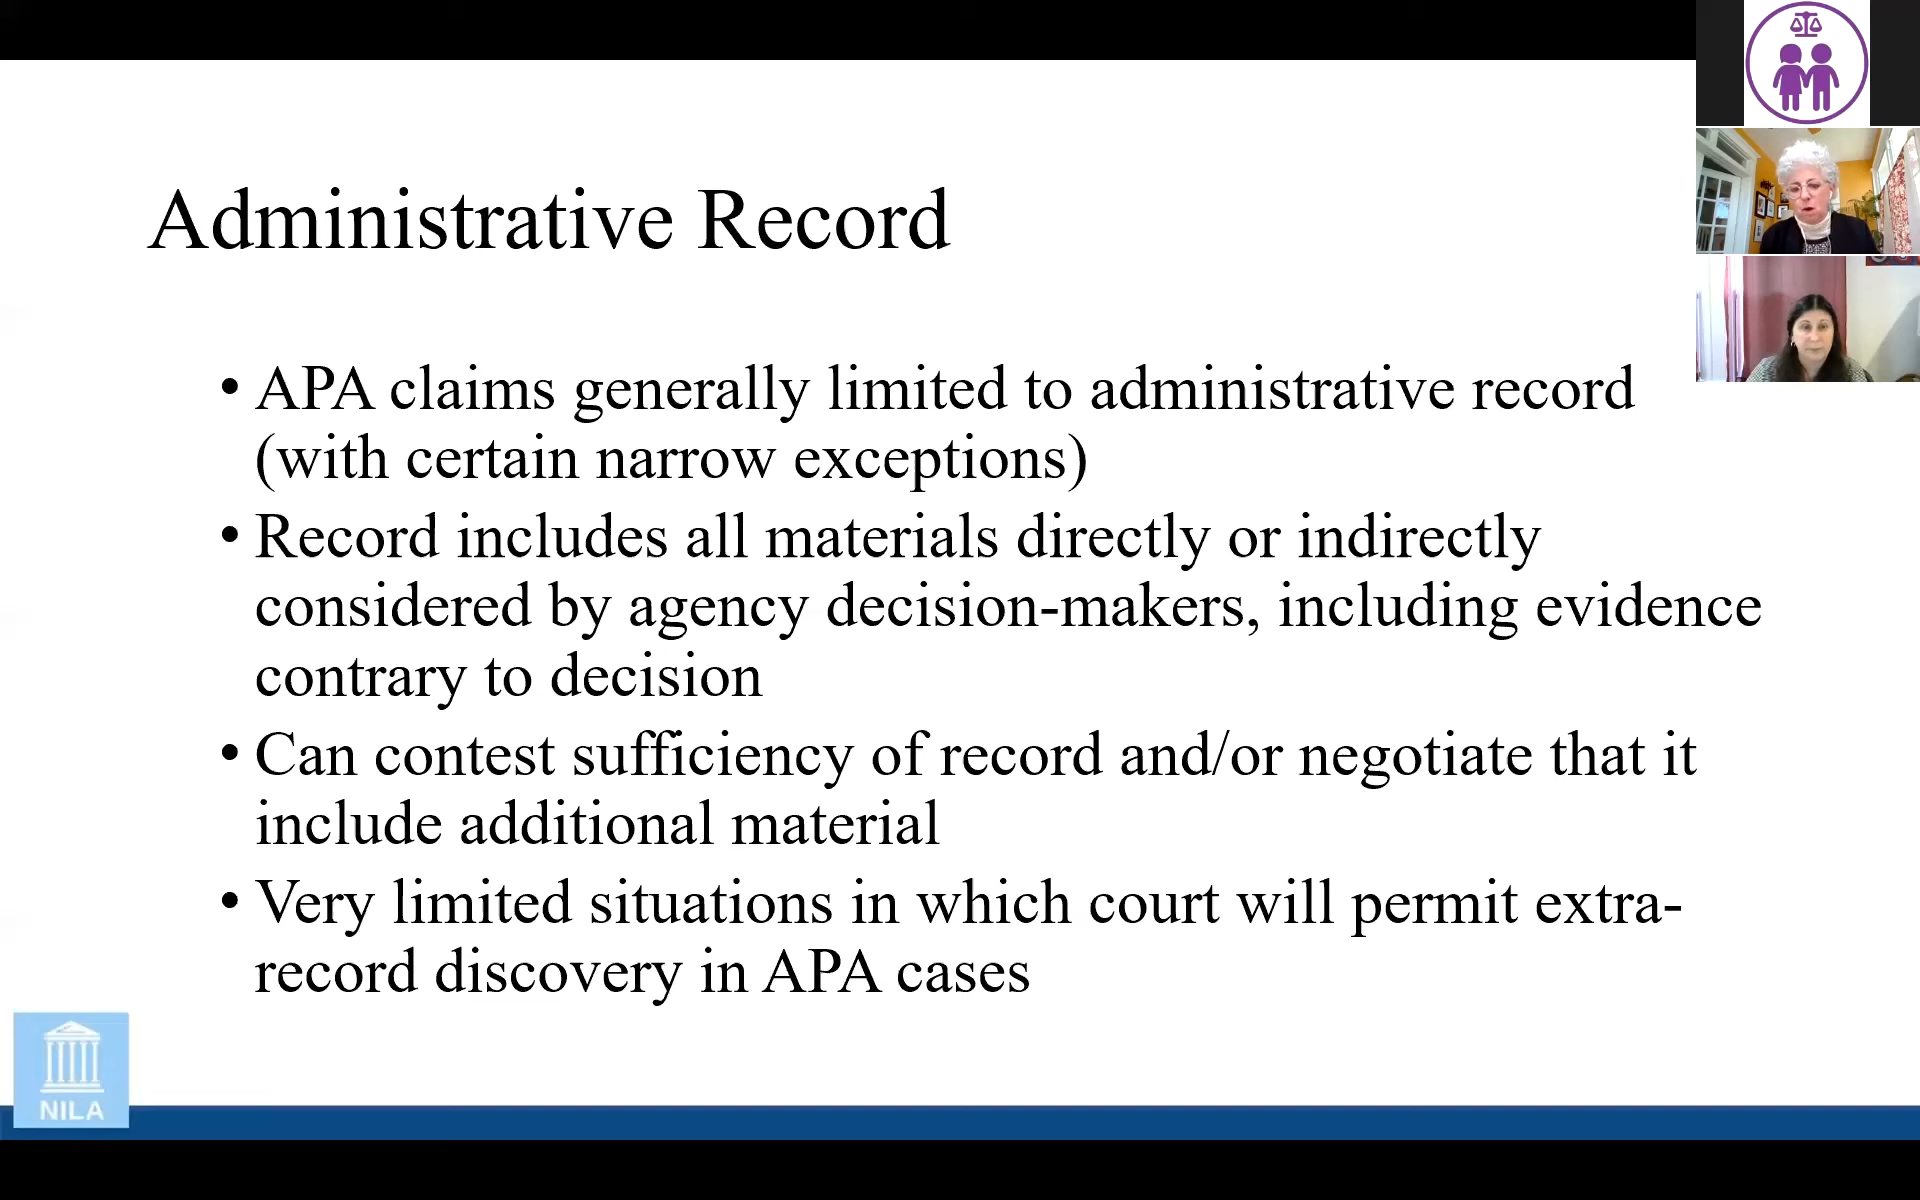 Administrative Record
• APA claims generally limited to administrative record
(with certain narrow exceptions)
• Record includes all materials directly or indirectly
considered by agency decision-makers, including evidence
contrary to decision
• Can contest sufficiency of record and/or negotiate that it
include additional material
• Very limited situations in which court will permit extra-
record discovery in APA cases
NILA